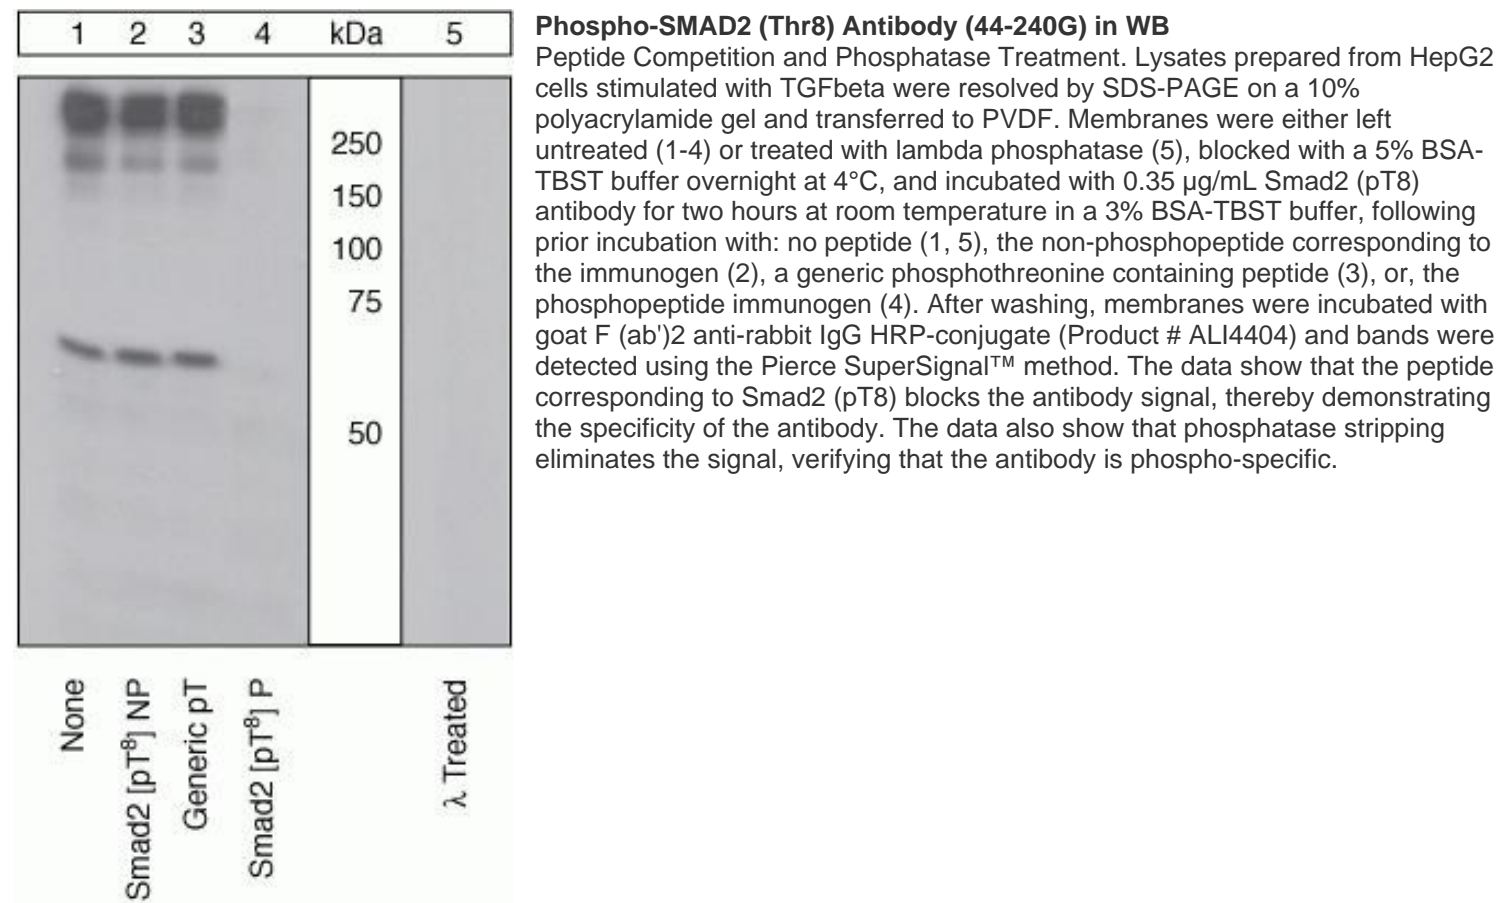 1 2 3 4 kDa 5
250
150
100
75
50
None
Smad2 [pT⁸] NP
Generic pT
Smad2 [pT⁸] P
λ Treated
Phospho-SMAD2 (Thr8) Antibody (44-240G) in WB
Peptide Competition and Phosphatase Treatment. Lysates prepared from HepG2
cells stimulated with TGFbeta were resolved by SDS-PAGE on a 10%
polyacrylamide gel and transferred to PVDF. Membranes were either left
untreated (1-4) or treated with lambda phosphatase (5), blocked with a 5% BSA-
TBST buffer overnight at 4°C, and incubated with 0.35 µg/mL Smad2 (pT8)
antibody for two hours at room temperature in a 3% BSA-TBST buffer, following
prior incubation with: no peptide (1, 5), the non-phosphopeptide corresponding to
the immunogen (2), a generic phosphothreonine containing peptide (3), or, the
phosphopeptide immunogen (4). After washing, membranes were incubated with
goat F (ab')2 anti-rabbit IgG HRP-conjugate (Product # ALI4404) and bands were
detected using the Pierce SuperSignal™ method. The data show that the peptide
corresponding to Smad2 (pT8) blocks the antibody signal, thereby demonstrating
the specificity of the antibody. The data also show that phosphatase stripping
eliminates the signal, verifying that the antibody is phospho-specific.